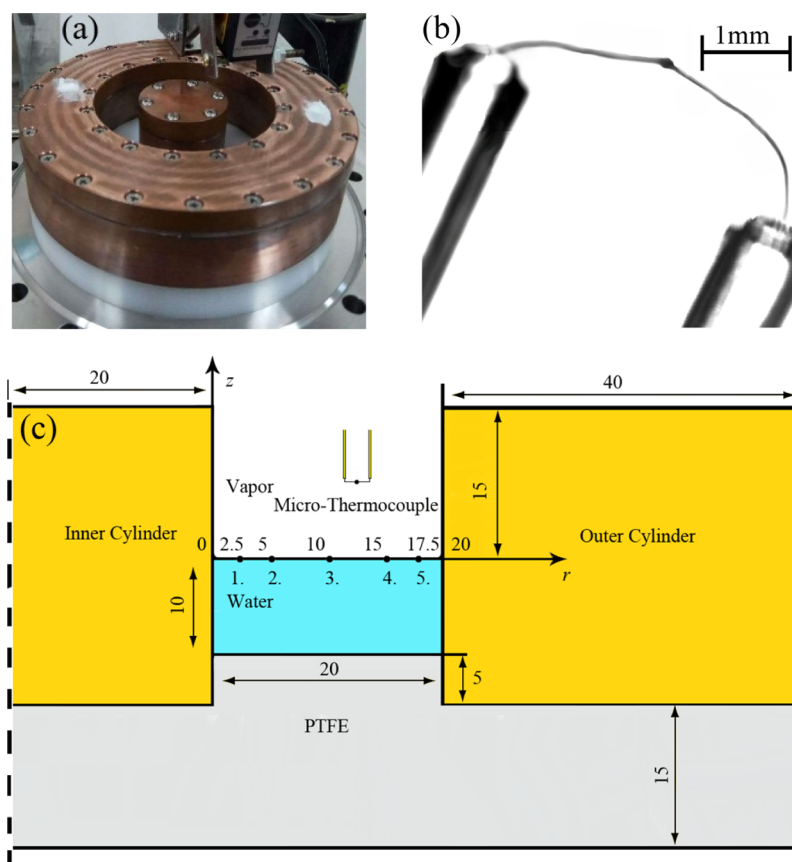 (a)
(b)
1mm
20
z
40
(c)
15
Vapor
Micro-Thermocouple
Inner Cylinder
Outer Cylinder
0 2.5 5 10 15 17.5 20
1. 2. 3. 4. 5.
r
10
Water
20
5
PTFE
15